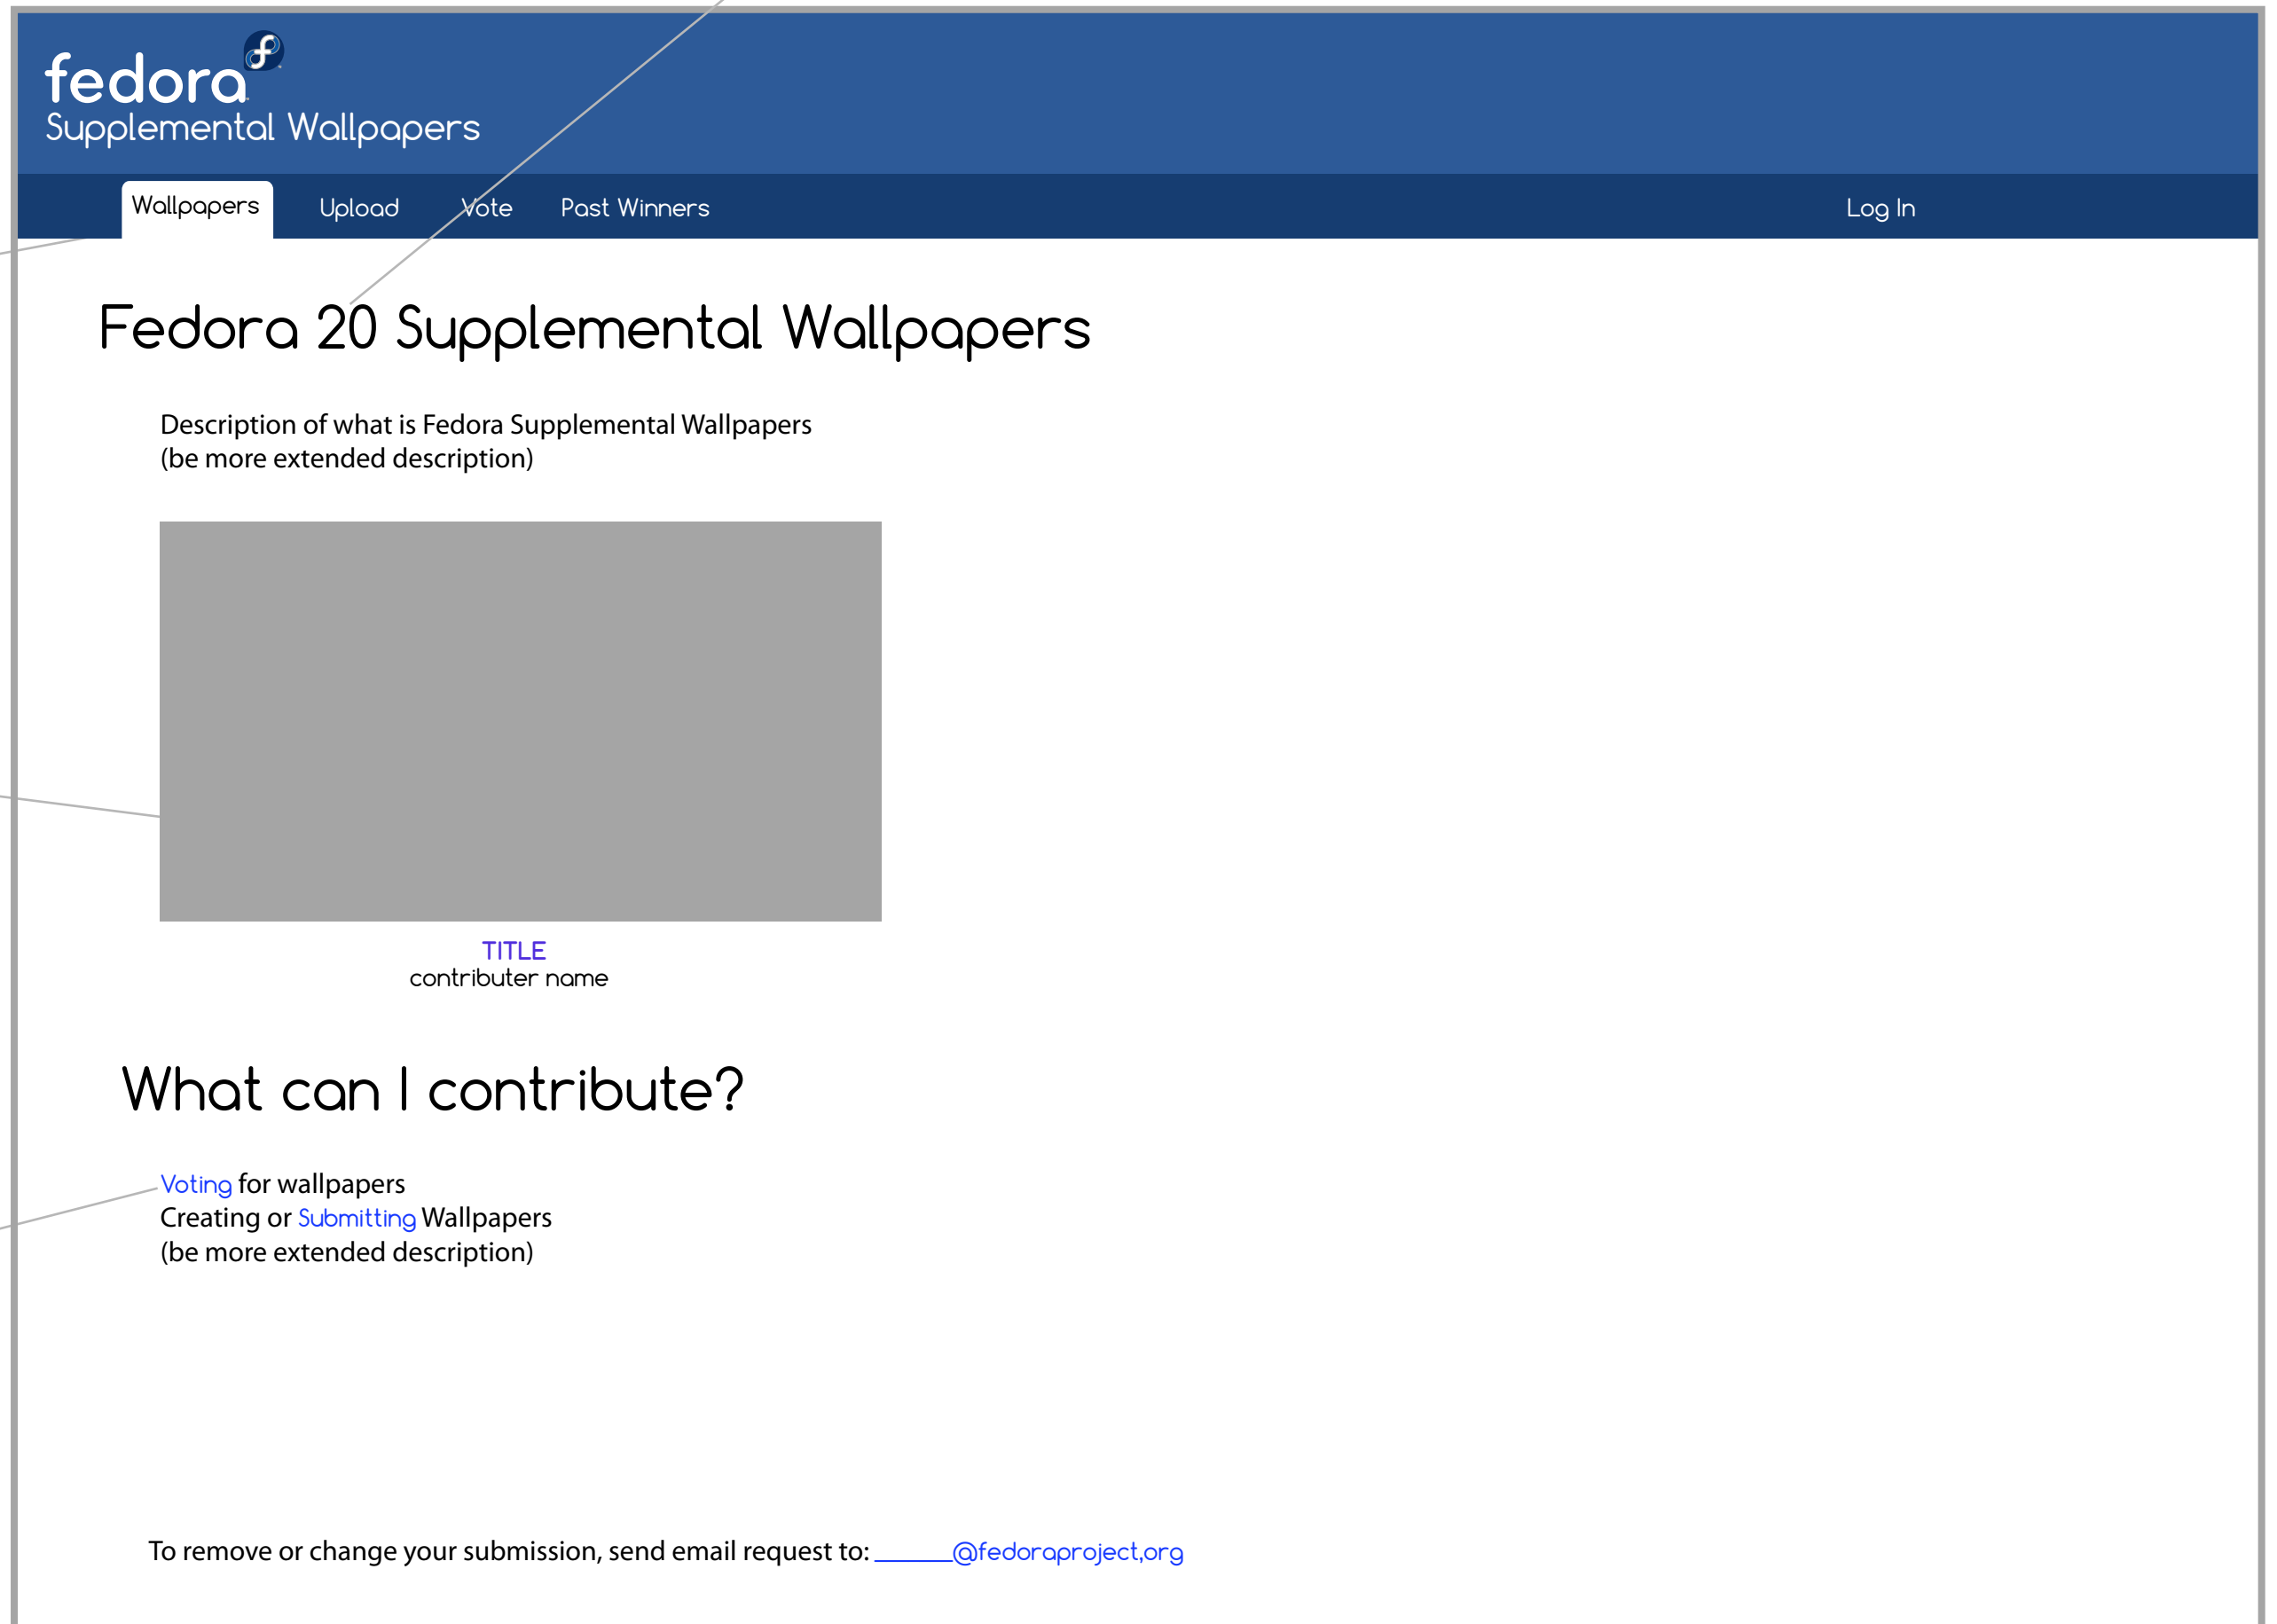 fedora
Supplemental Wallpapers
Wallpapers Upload Vote Past Winners Log In
Fedora 20 Supplemental Wallpapers
Description of what is Fedora Supplemental Wallpapers
(be more extended description)
TITLE
contributer name
What can I contribute?
Voting for wallpapers
Creating or Submitting Wallpapers
(be more extended description)
To remove or change your submission, send email request to: ______@fedoraproject,org